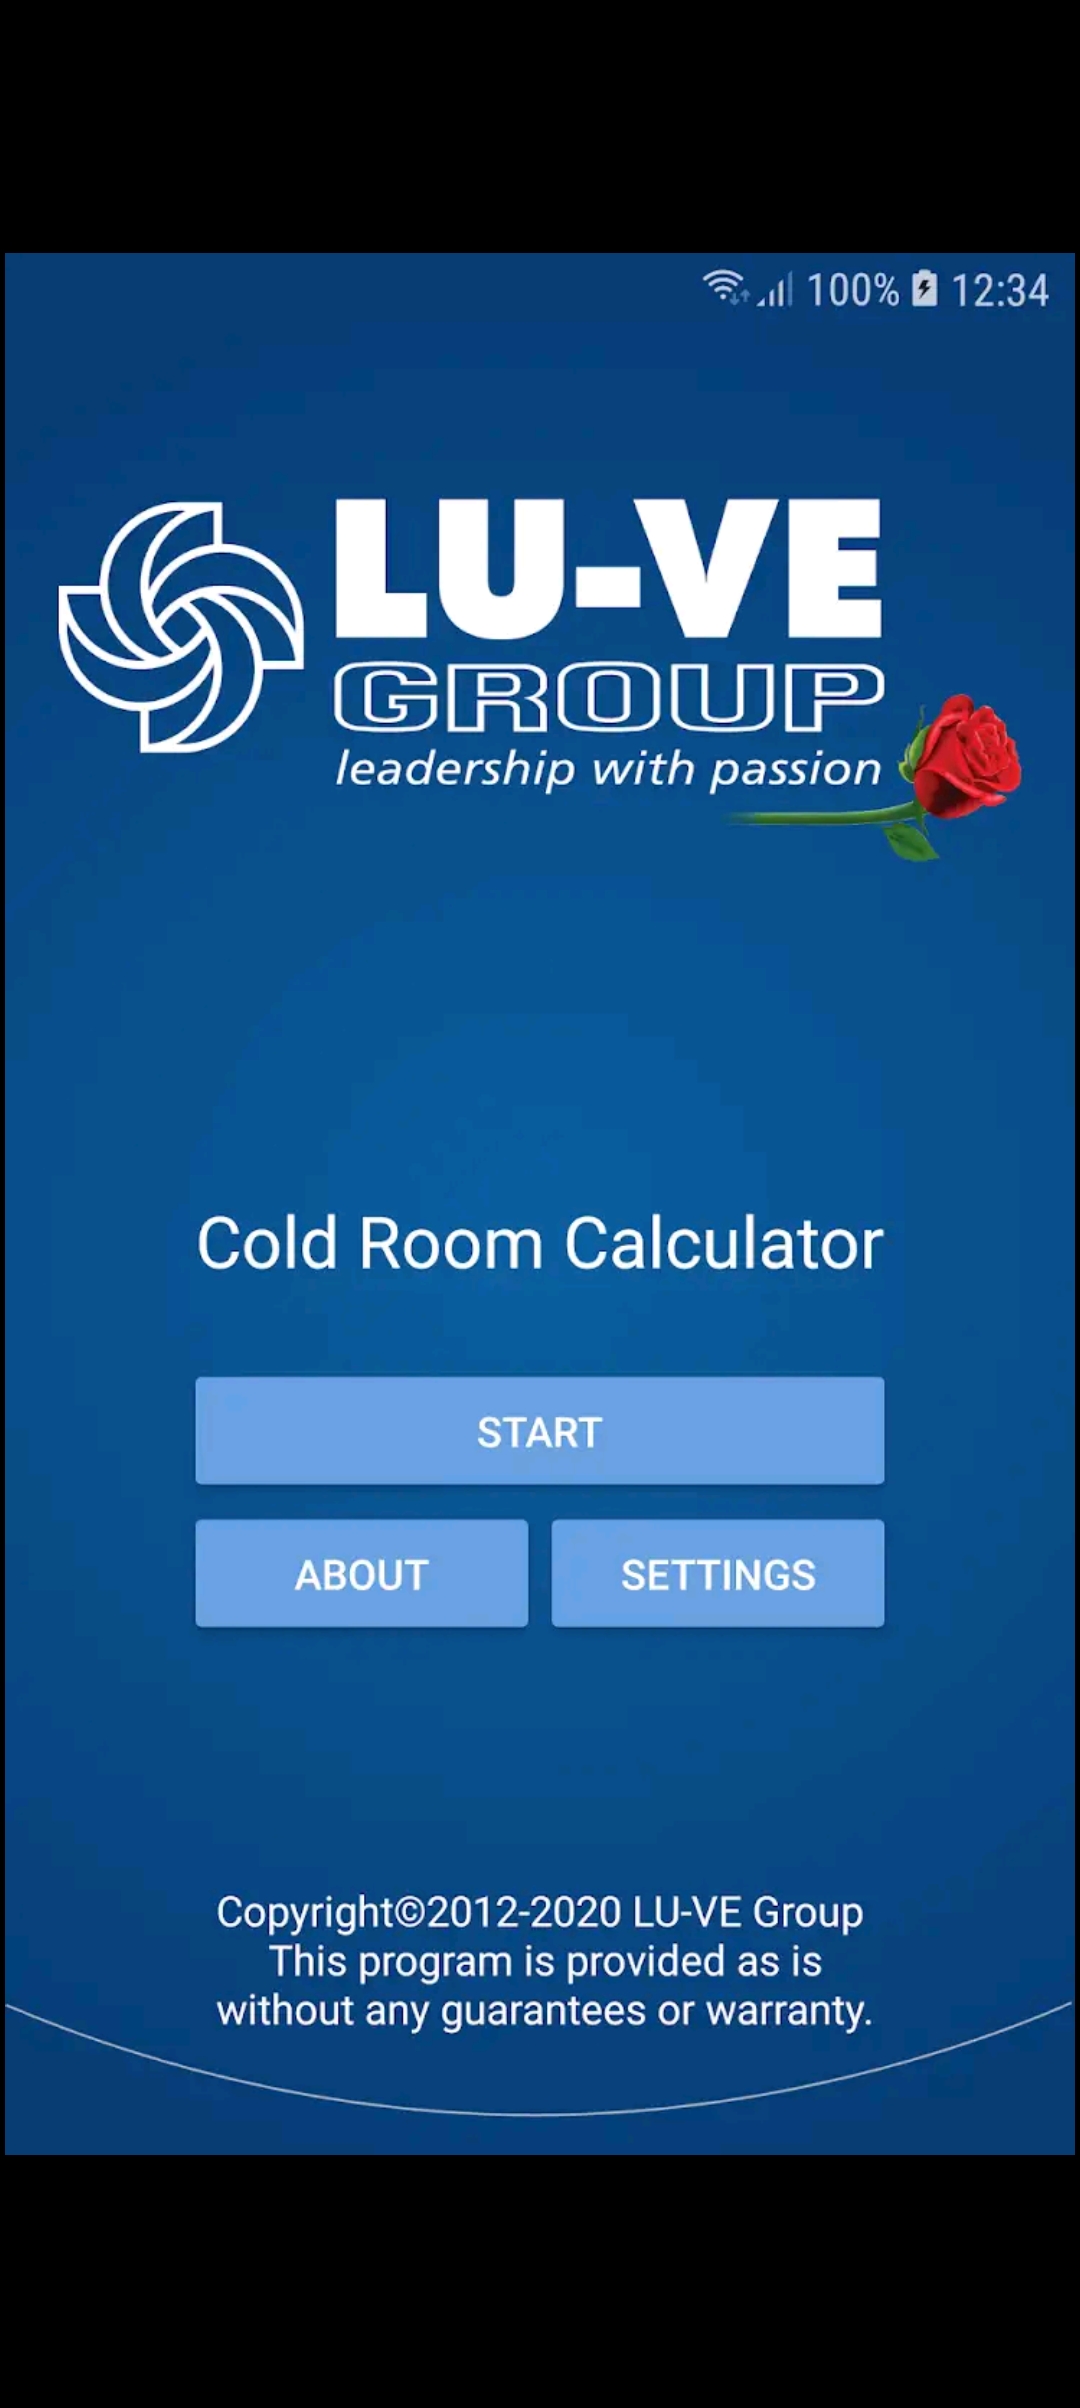 100% 12:34
LU-VE
GROUP
leadership with passion
Cold Room Calculator
START
ABOUT SETTINGS
Copyright©2012-2020 LU-VE Group
This program is provided as is
without any guarantees or warranty.